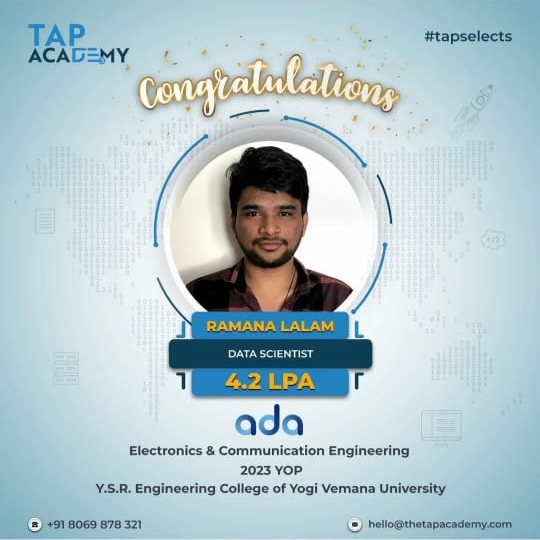 TAP
ACADEMY
#tapselects
Congratulations
RAMANA LALAM
DATA SCIENTIST
4.2 LPA
ada
Electronics & Communication Engineering
2023 YOP
Y.S.R. Engineering College of Yogi Vemana University
+91 8069 878 321
hello@thetapacademy.com